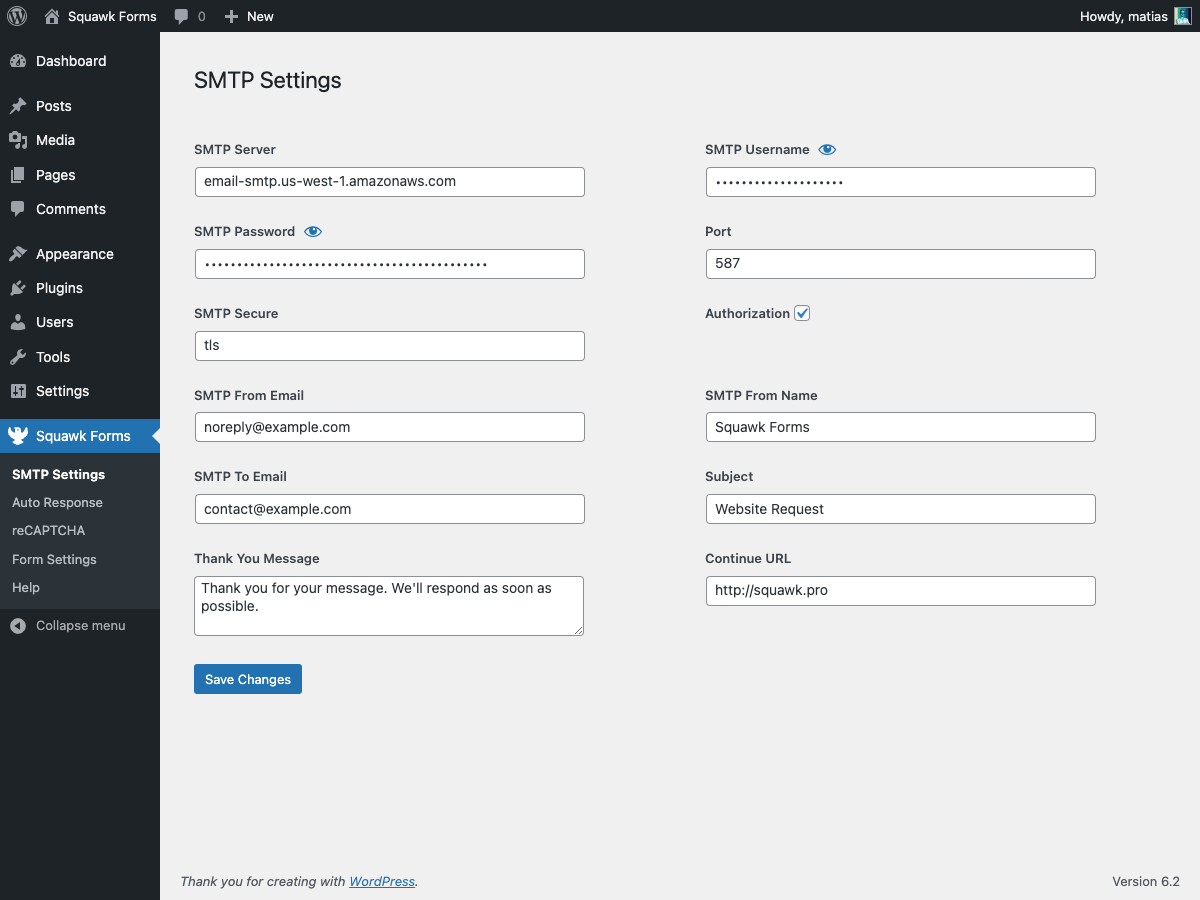 Squawk Forms 0 New Howdy, matias
Dashboard
Posts
Media
Pages
Comments
Appearance
Plugins
Users
Tools
Settings
Squawk Forms
SMTP Settings
Auto Response
reCAPTCHA
Form Settings
Help
Collapse menu
SMTP Settings
SMTP Server
email-smtp.us-west-1.amazonaws.com
SMTP Username
••••••••••••••••••••
SMTP Password
••••••••••••••••••••••••••••••••••••••••••••
Port
587
SMTP Secure
tls
Authorization
SMTP From Email
noreply@example.com
SMTP From Name
Squawk Forms
SMTP To Email
contact@example.com
Subject
Website Request
Thank You Message
Thank you for your message. We'll respond as soon as
possible.
Continue URL
http://squawk.pro
Save Changes
Thank you for creating with WordPress.
Version 6.2